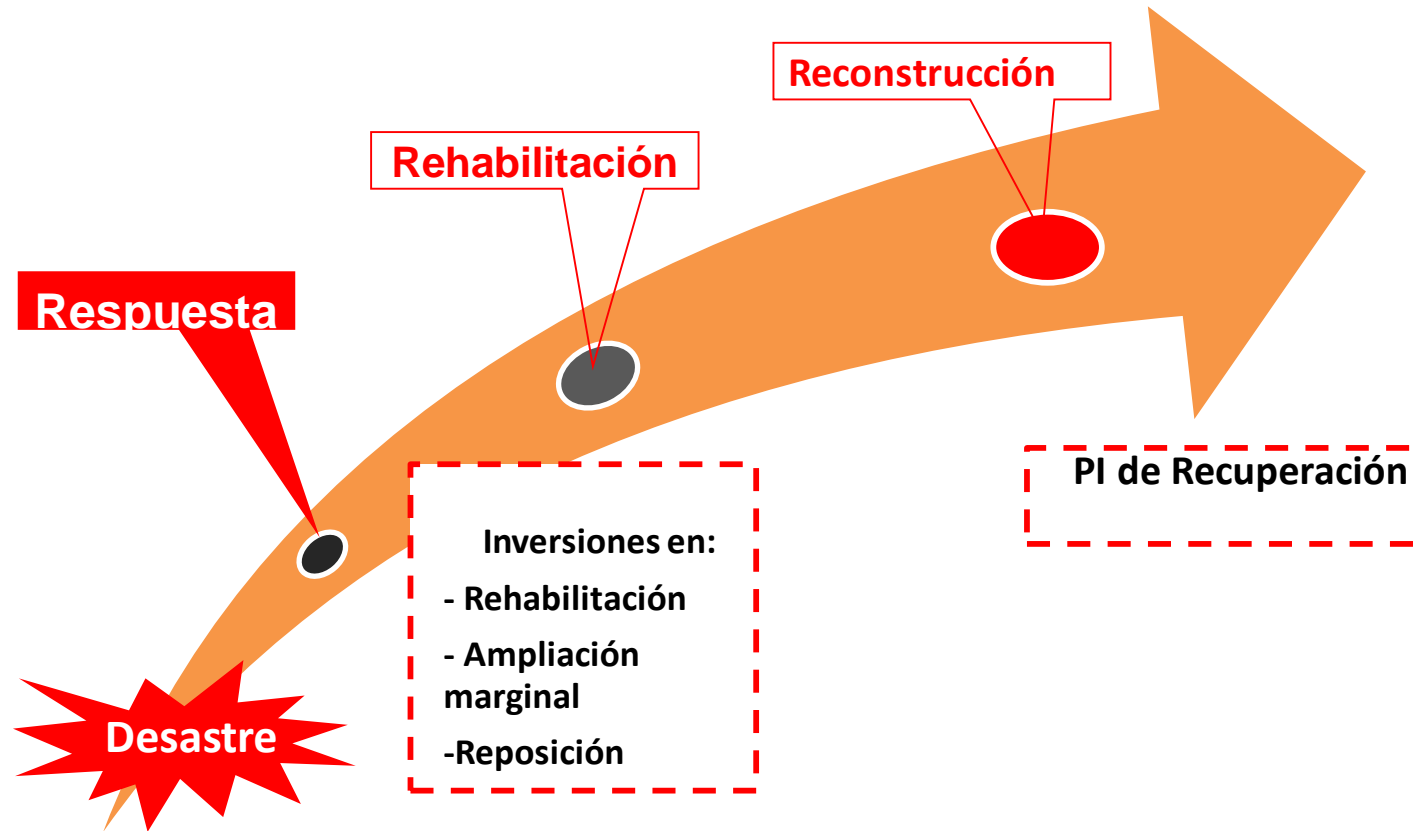 Reconstrucción
Rehabilitación
Respuesta
PI de Recuperación
Inversiones en:
- Rehabilitación
- Ampliación
marginal
-Reposición
Desastre